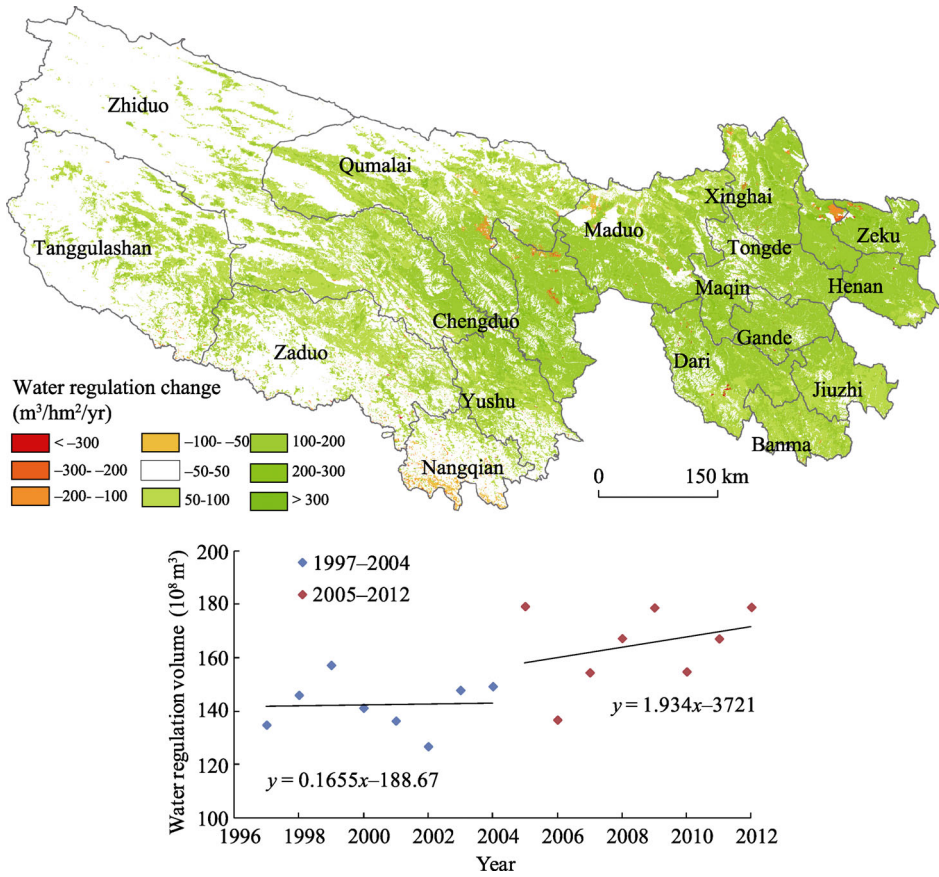 Zhiduo
Qumalai
Xinghai
Maduo
Zeku
Tanggulashan
Tongde
Maqin
Henan
Chengduo
Gande
Zaduo
Dari
Jiuzhi
Yushu
Banma
Nangqian
Water regulation change
(m³/hm²/yr)
< –300
–100- –50
100-200
–300- –200
–50-50
200-300
–200- –100
50-100
> 300
0 150 km
Water regulation volume (10⁸ m³)
200
180
160
140
120
100
1997–2004
2005–2012
y = 1.934x–3721
y = 0.1655x–188.67
1996 1998 2000 2002 2004 2006 2008 2010 2012
Year